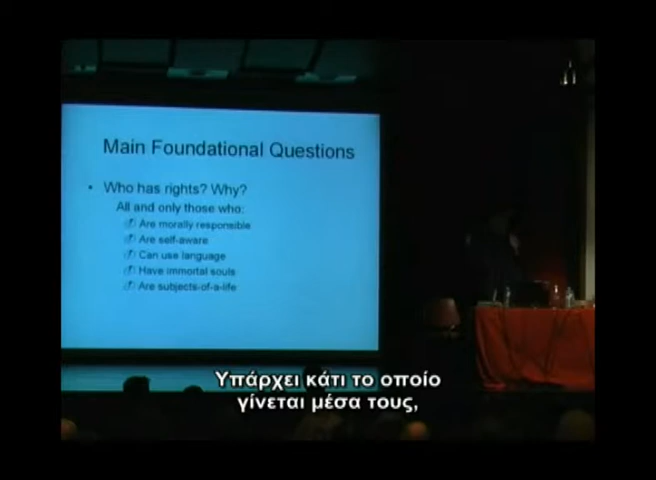 Main Foundational Questions
• Who has rights? Why?
All and only those who:
Are morally responsible
Are self-aware
Can use language
Have immortal souls
Are subjects-of-a-life
Υπάρχει κάτι το οποίο
γίνεται μέσα τους,